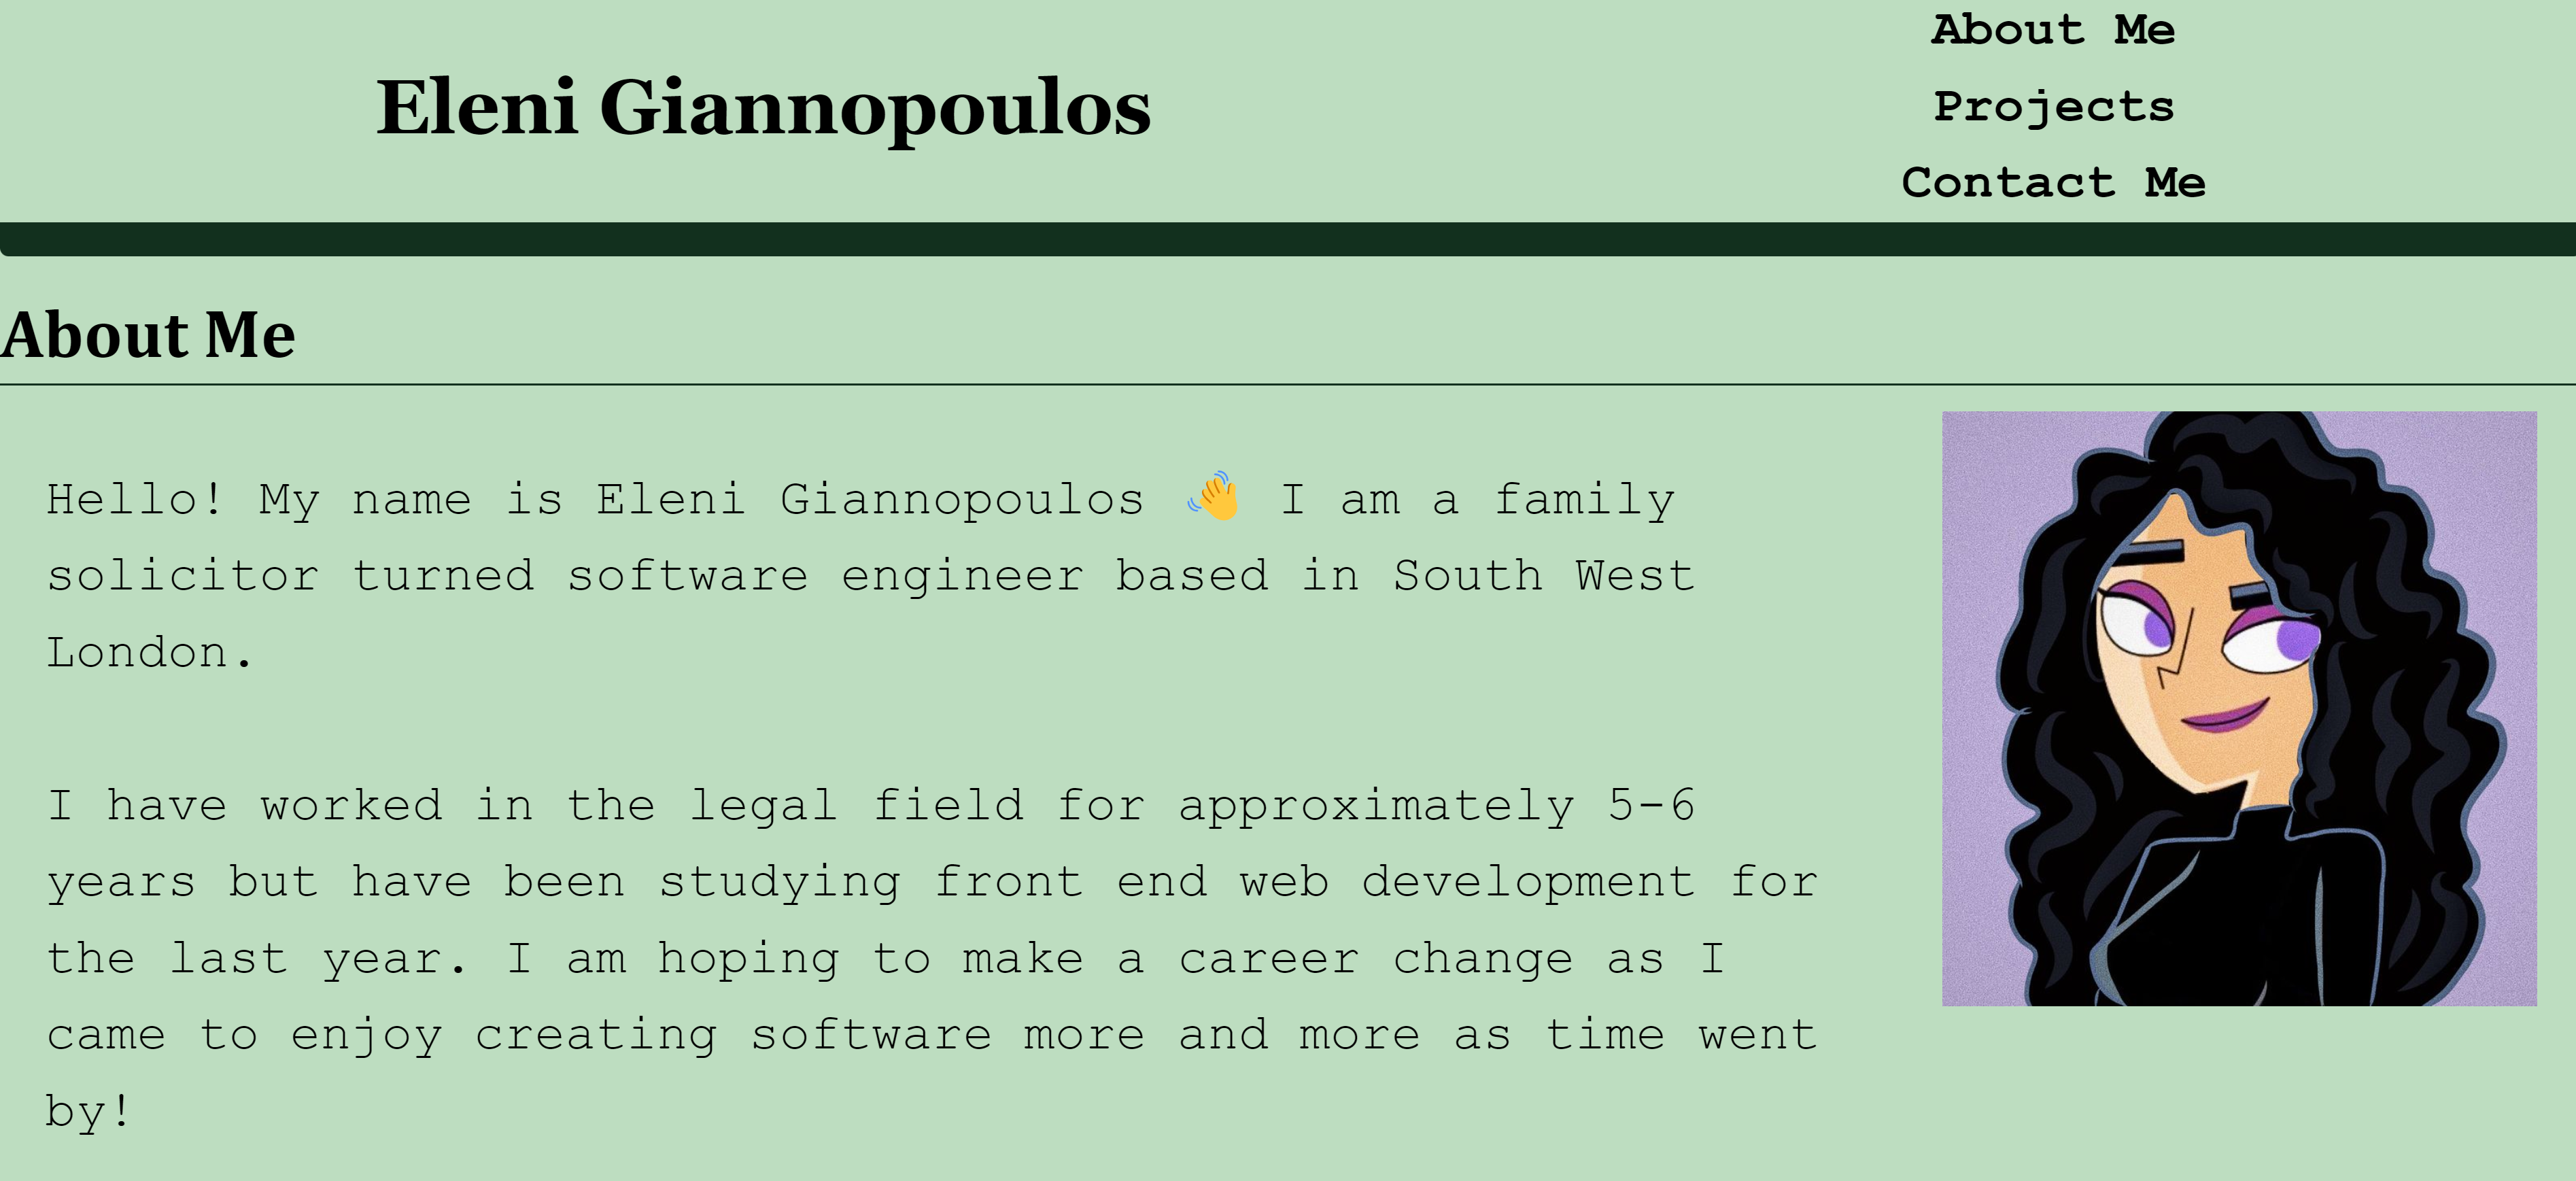 Eleni Giannopoulos
About Me
Projects
Contact Me
About Me
Hello! My name is Eleni Giannopoulos 👋 I am a family
solicitor turned software engineer based in South West
London.
I have worked in the legal field for approximately 5-6
years but have been studying front end web development for
the last year. I am hoping to make a career change as I
came to enjoy creating software more and more as time went
by!